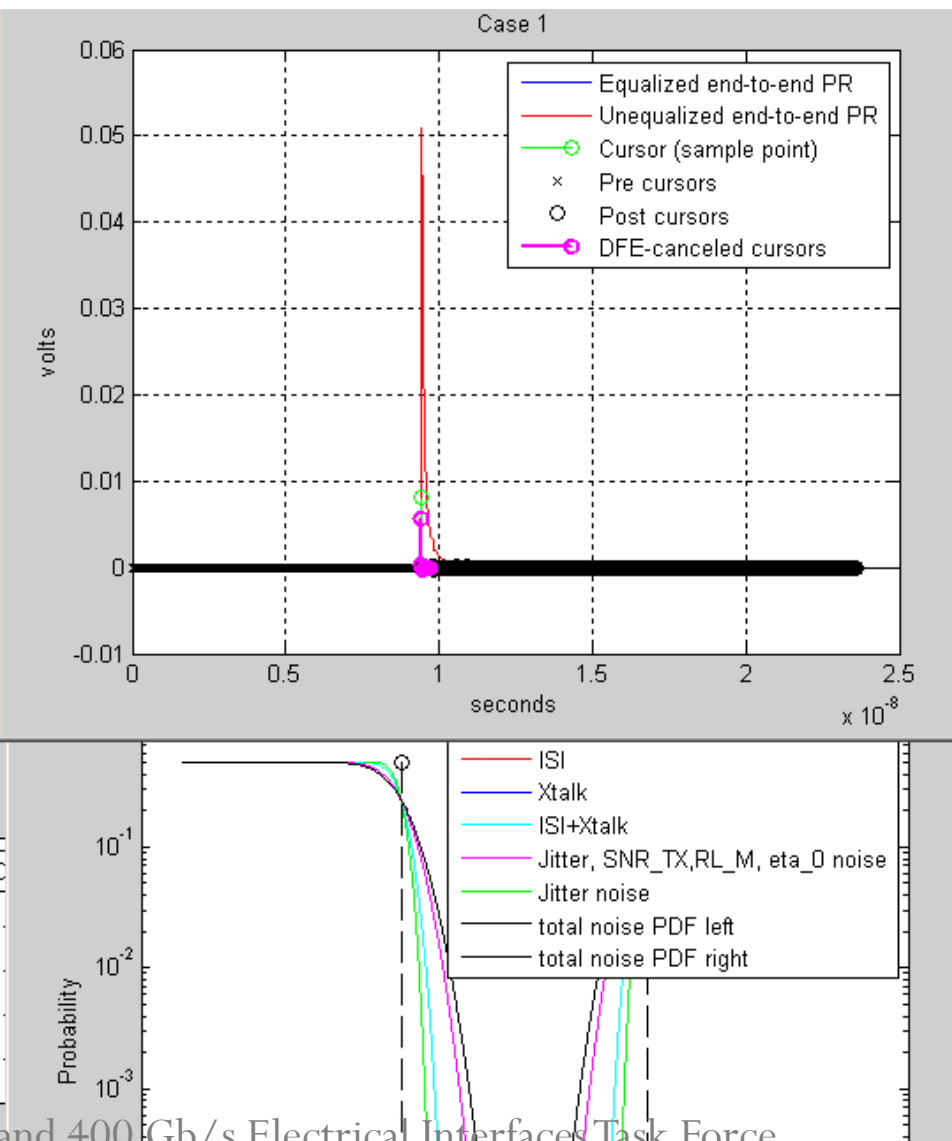 Case 1
0.06
0.05
0.04
0.03
0.02
0.01
0
-0.01
volts
Equalized end-to-end PR
Unequalized end-to-end PR
Cursor (sample point)
Pre cursors
Post cursors
DFE-canceled cursors
0 0.5 1 1.5 2 2.5
seconds
x 10^-8
ISI
Xtalk
ISI+Xtalk
Jitter, SNR_TX,RL_M, eta_0 noise
Jitter noise
total noise PDF left
total noise PDF right
10^-1
10^-2
10^-3
Probability
and 400 Gb/s Electrical Interfaces Task Force